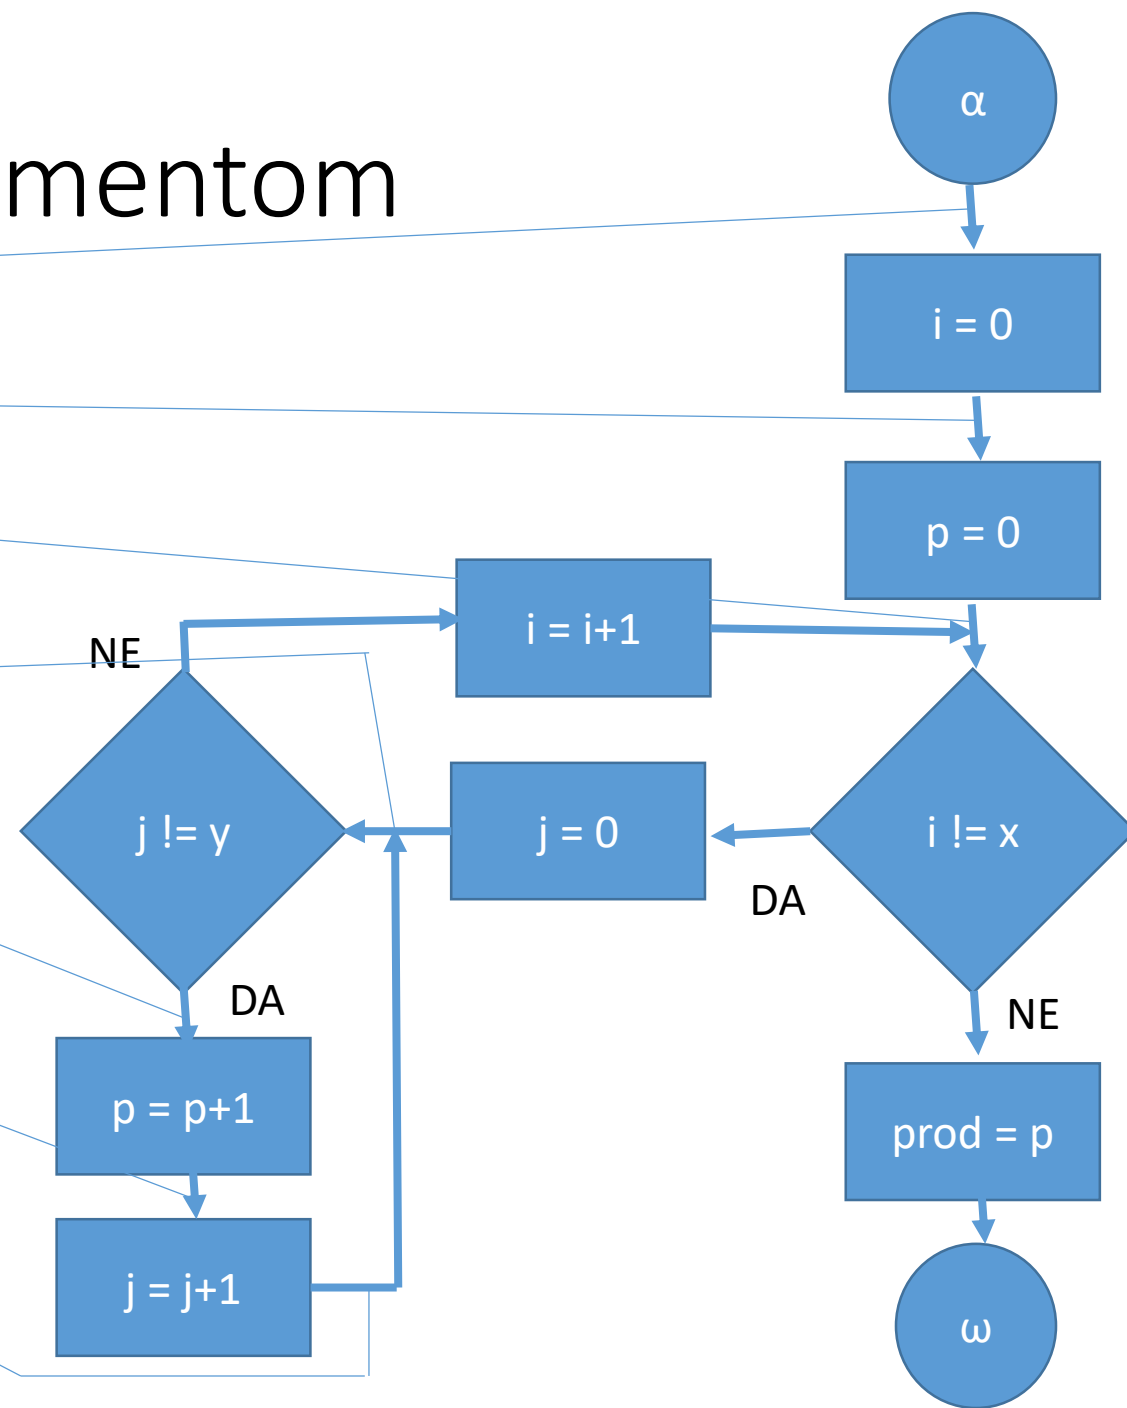 mentom
α
i = 0
p = 0
i = i+1
NE
j != y
j = 0
i != x
DA
DA
NE
p = p+1
prod = p
j = j+1
ω